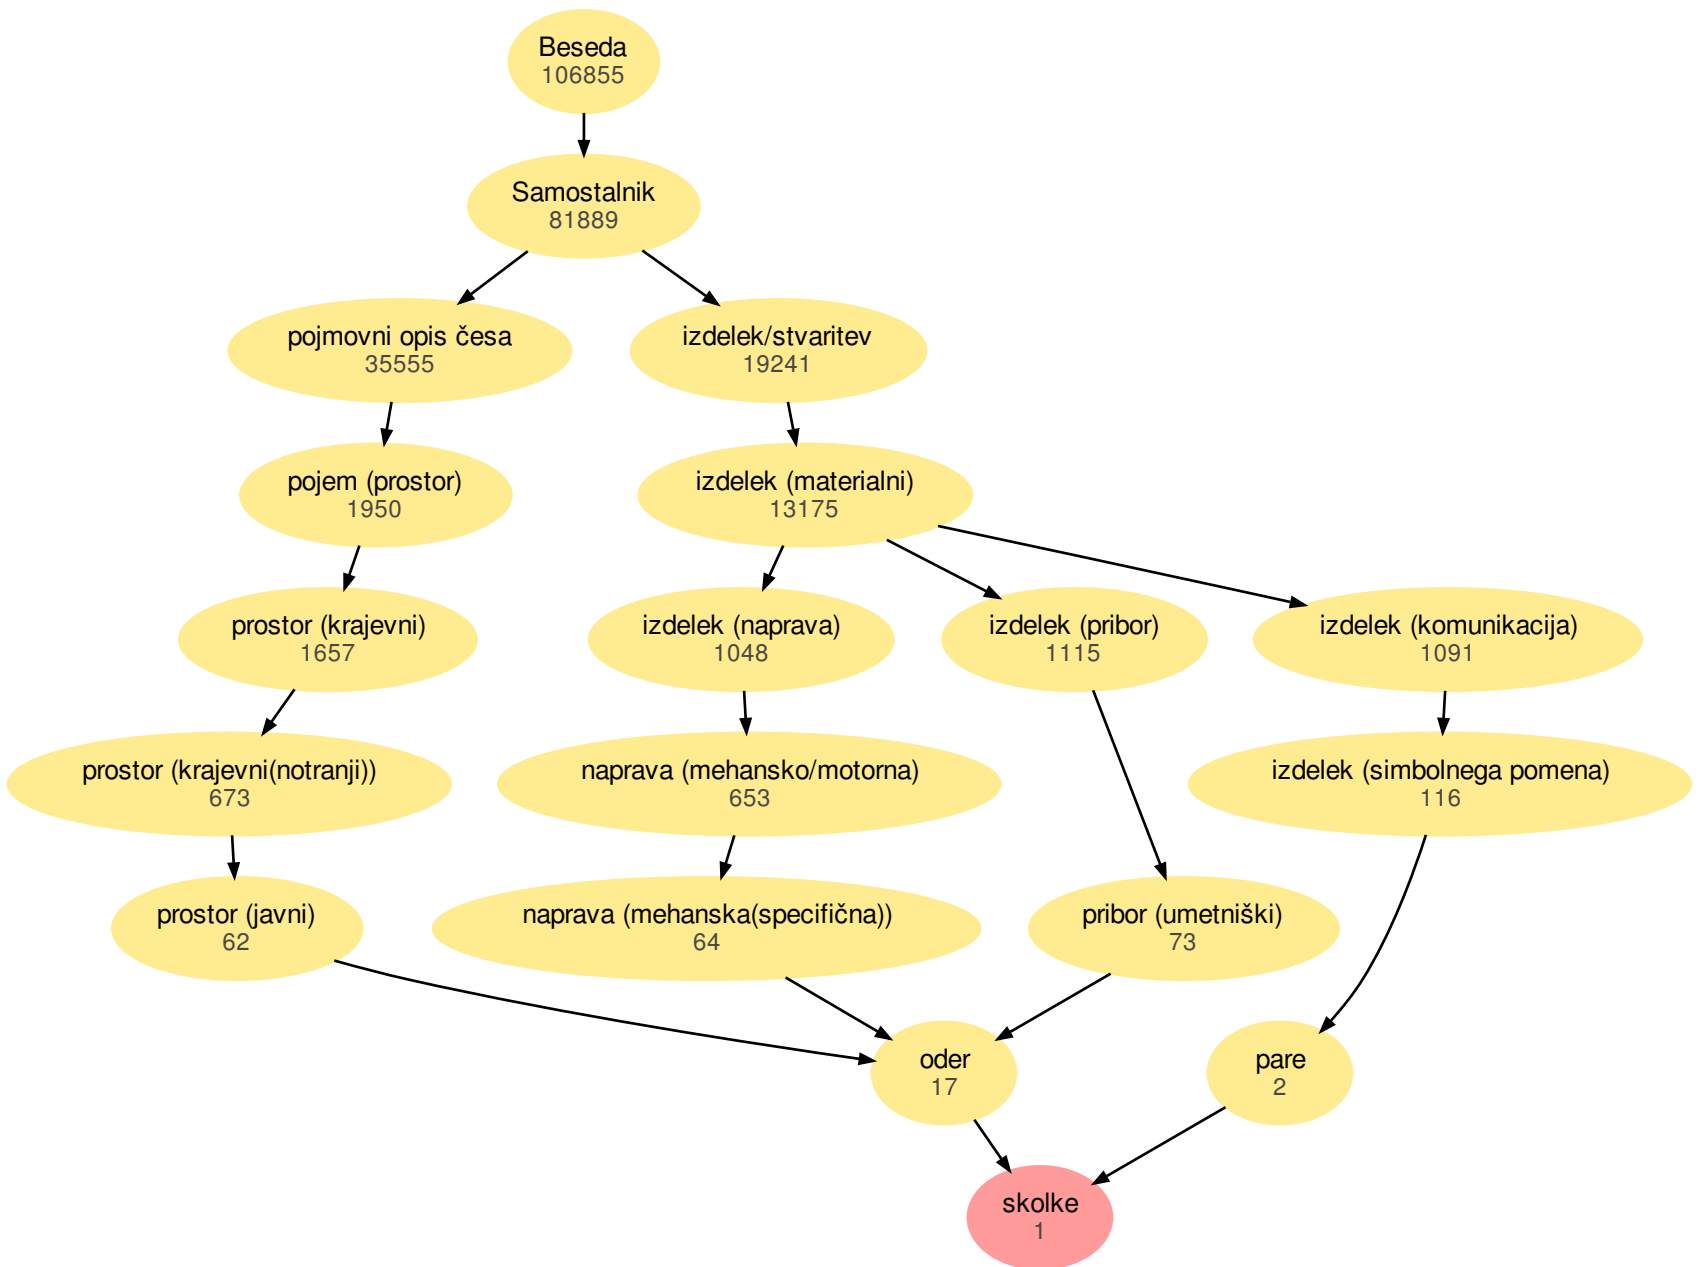 Beseda
106855
Samostalnik
81889
pojmovni opis česa
35555
izdelek/stvaritev
19241
pojem (prostor)
1950
izdelek (materialni)
13175
prostor (krajevni)
1657
izdelek (naprava)
1048
izdelek (pribor)
1115
izdelek (komunikacija)
1091
prostor (krajevni(notranji))
673
naprava (mehansko/motorna)
653
izdelek (simbolnega pomena)
116
prostor (javni)
62
naprava (mehanska(specifična))
64
pribor (umetniški)
73
oder
17
pare
2
skolke
1